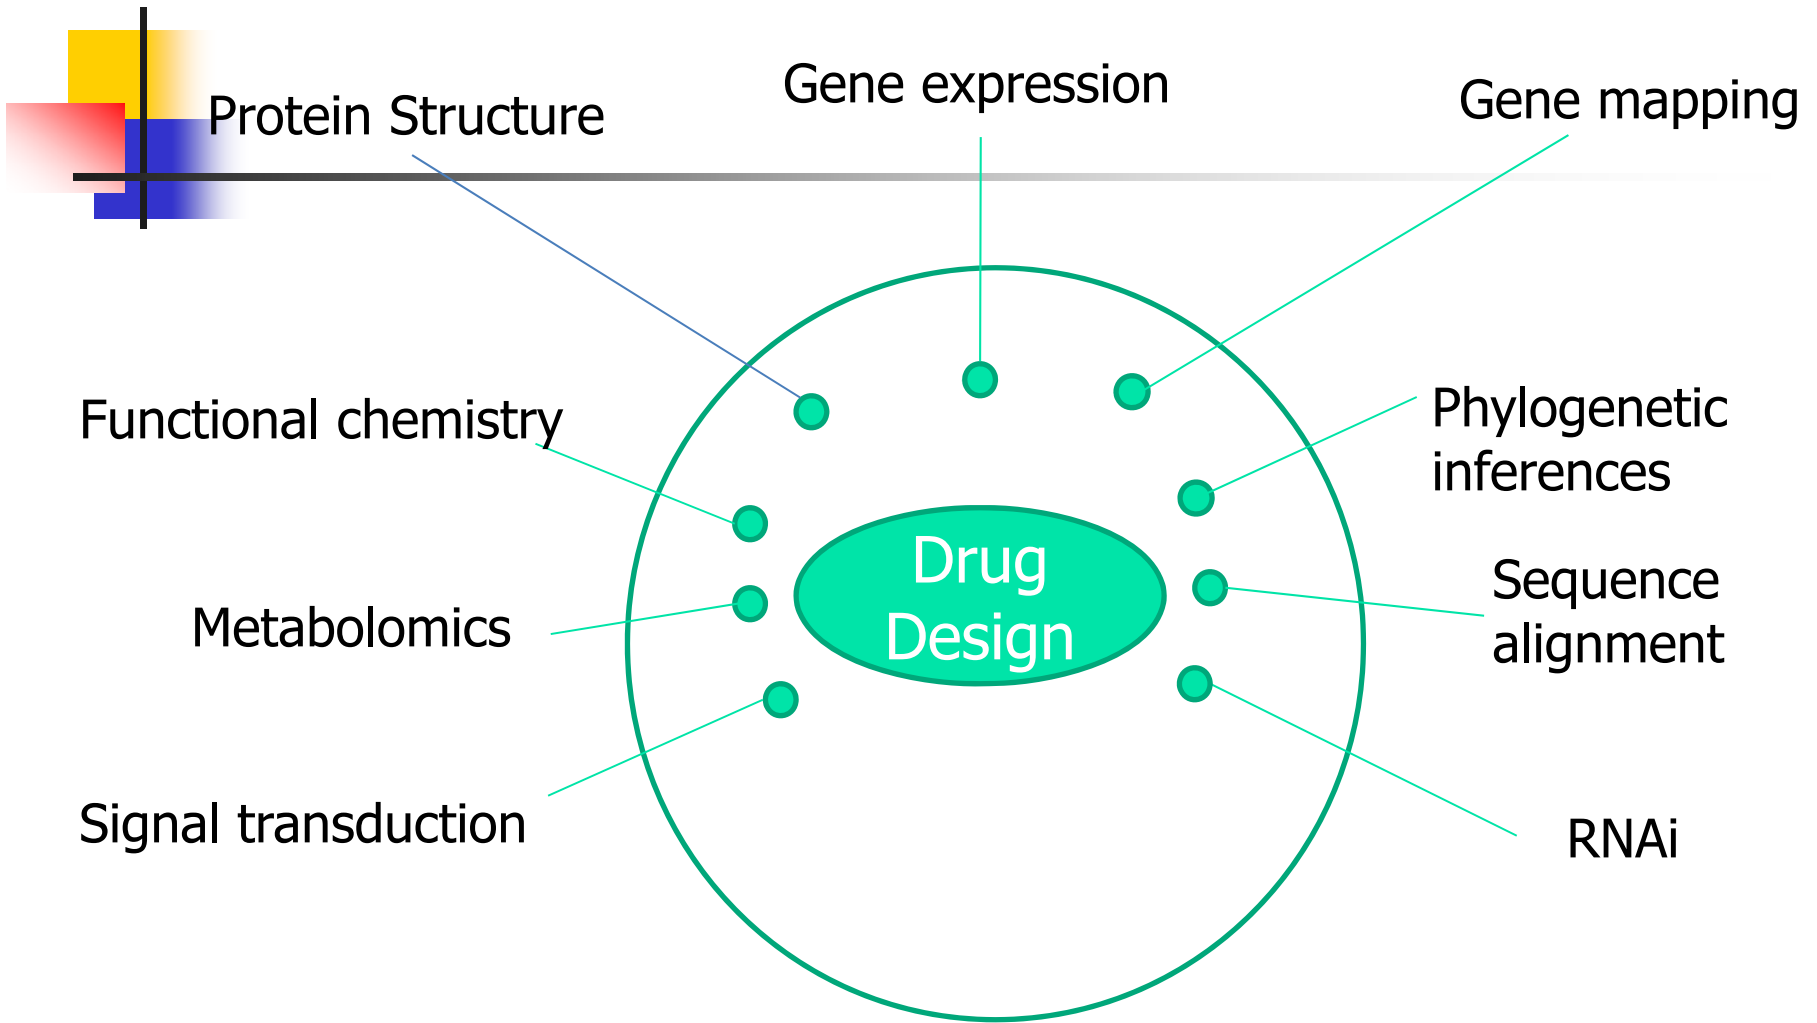 Gene expression
Gene mapping
Protein Structure
Functional chemistry
Phylogenetic
inferences
Drug
Design
Sequence
alignment
Metabolomics
Signal transduction
RNAi